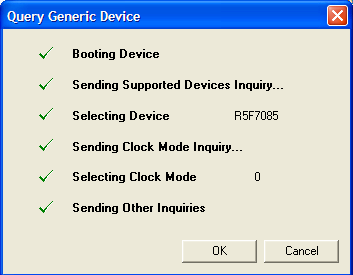 Query Generic Device
Booting Device
Sending Supported Devices Inquiry...
Selecting Device R5F7085
Sending Clock Mode Inquiry...
Selecting Clock Mode 0
Sending Other Inquiries
OK Cancel